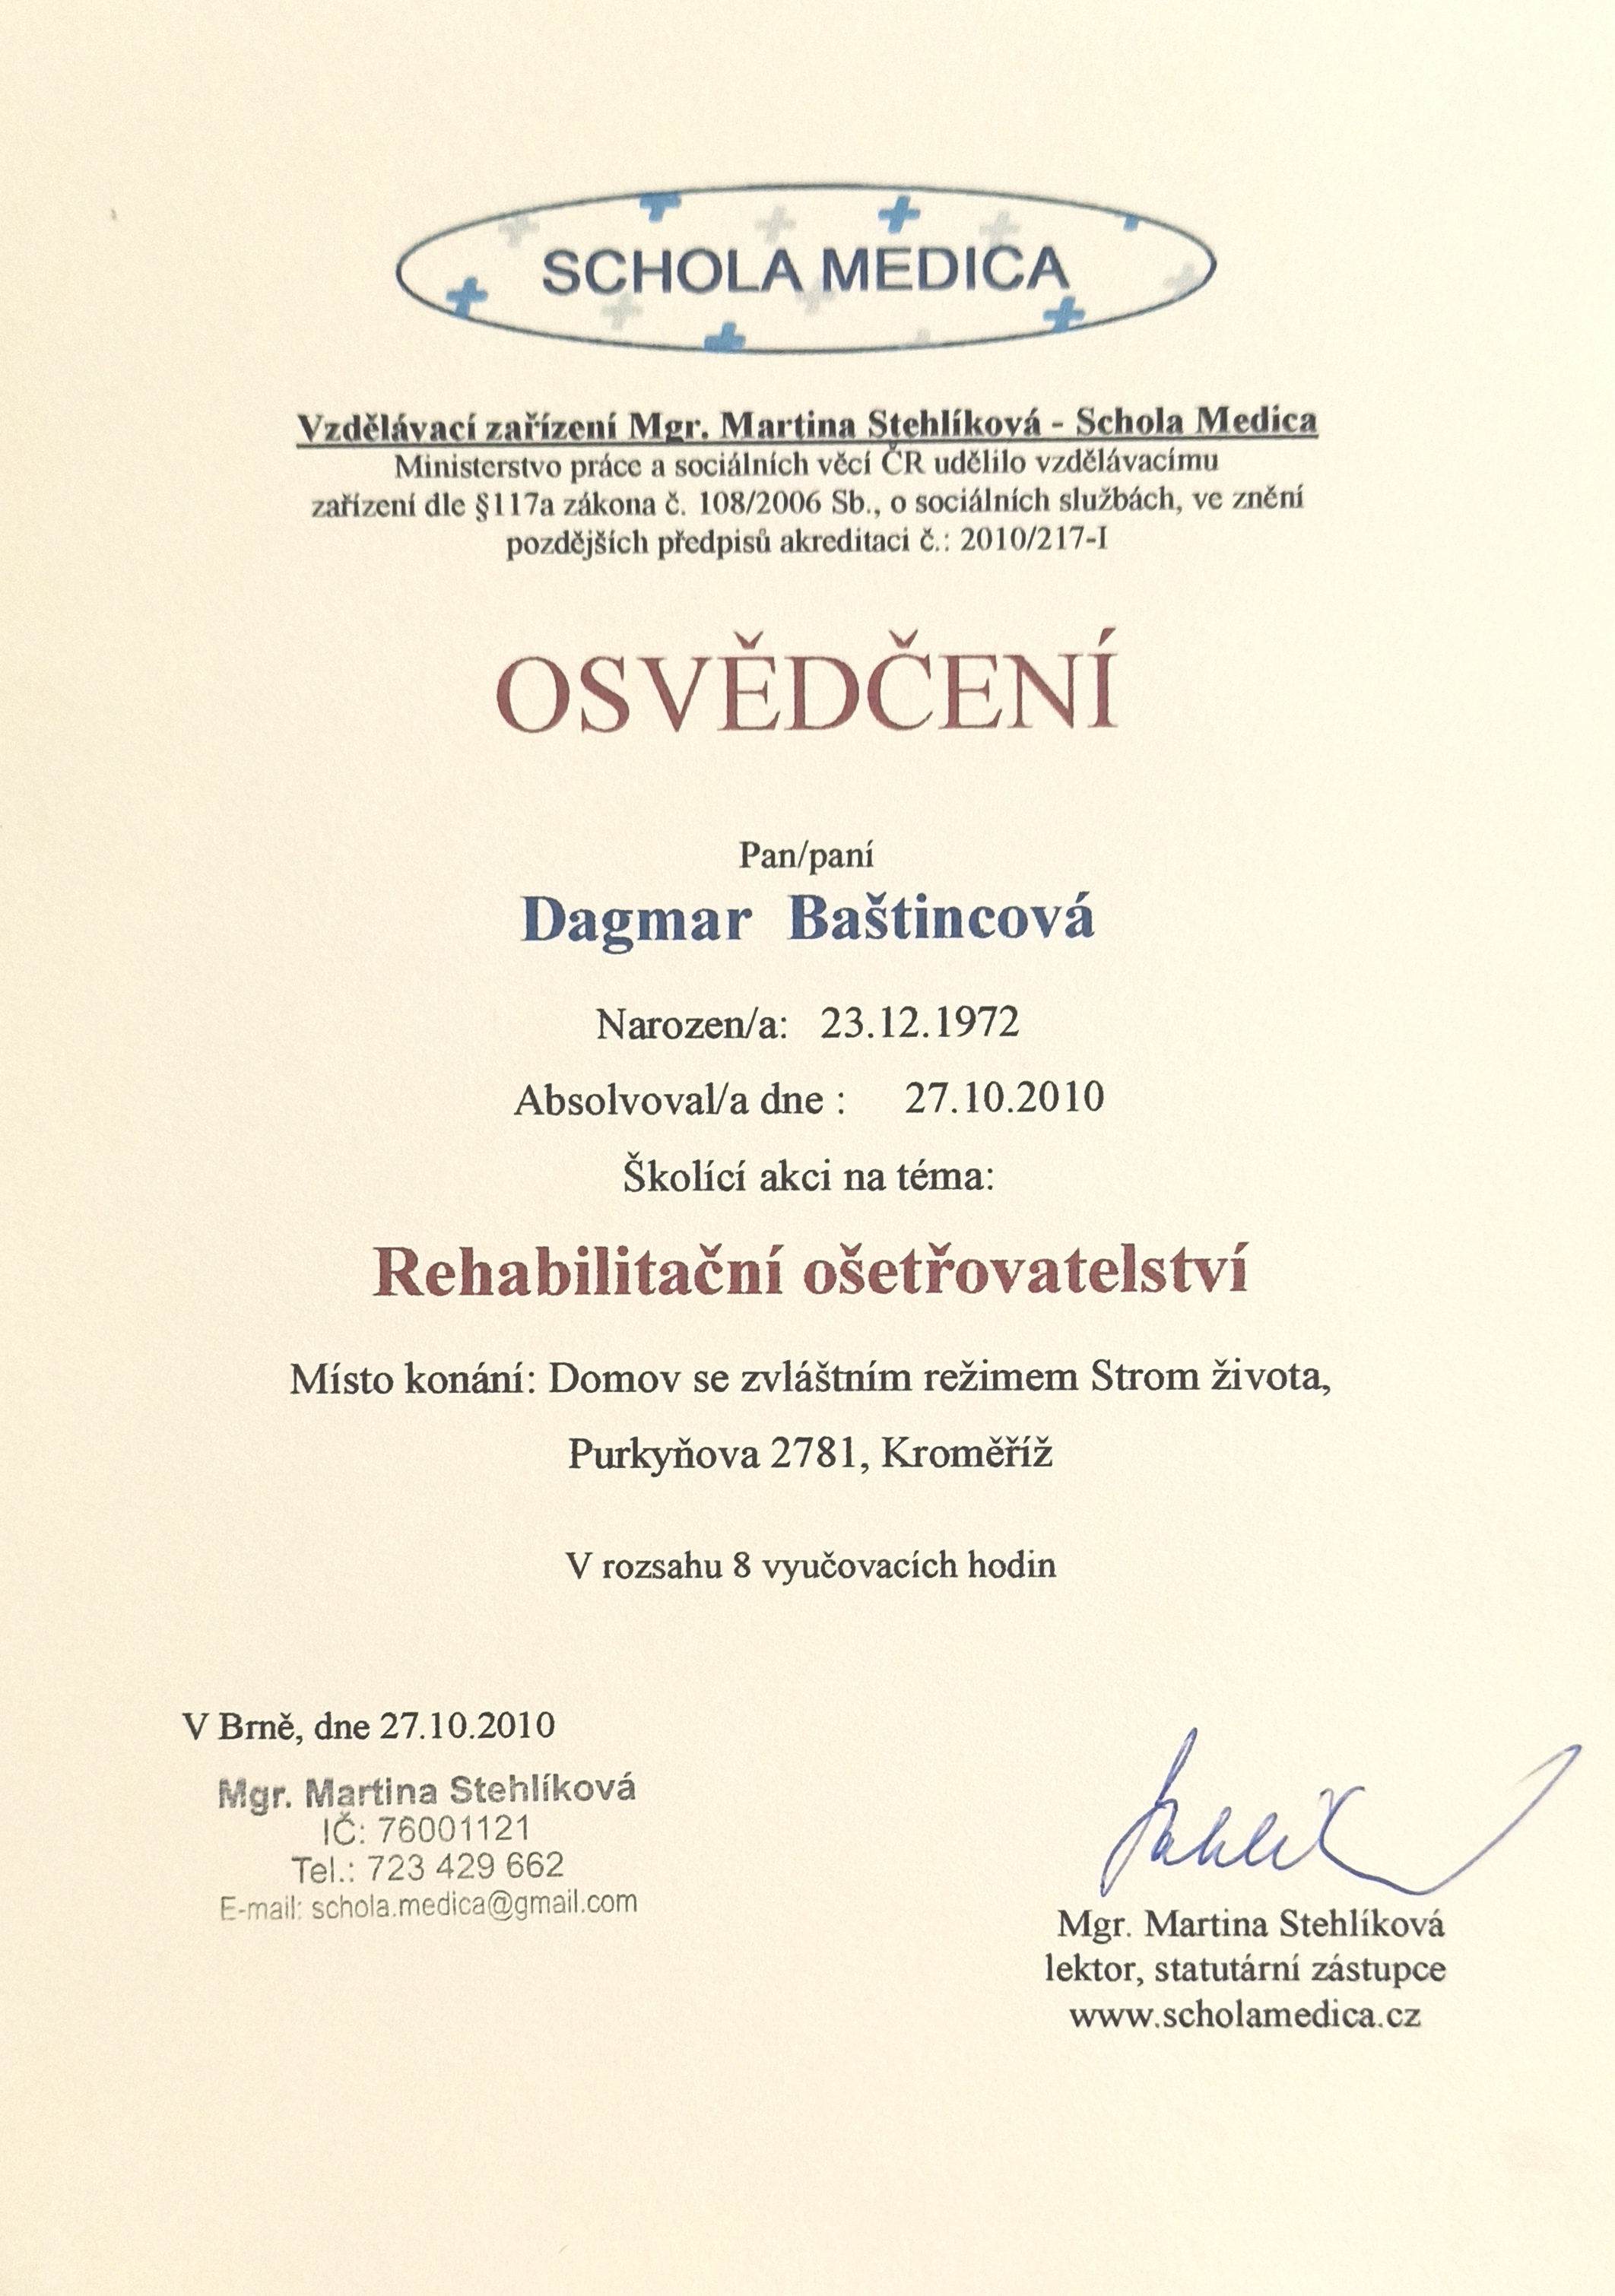 SCHOLA MEDICA
Vzdělávací zařízení Mgr. Martina Stehlíková - Schola Medica
Ministerstvo práce a sociálních věcí ČR udělilo vzdělávacímu
zařízení dle §117a zákona č. 108/2006 Sb., o sociálních službách, ve znění
pozdějších předpisů akreditaci č.: 2010/217-I
OSVĚDČENÍ
Pan/paní
Dagmar Baštincová
Narozen/a: 23.12.1972
Absolvoval/a dne : 27.10.2010
Školící akci na téma:
Rehabilitační ošetřovatelství
Místo konání: Domov se zvláštním režimem Strom života,
Purkyňova 2781, Kroměříž
V rozsahu 8 vyučovacích hodin
V Brně, dne 27.10.2010
Mgr. Martina Stehlíková
IČ: 76001121
Tel.: 723 429 662
E-mail: schola.medica@gmail.com
Mgr. Martina Stehlíková
lektor, statutární zástupce
www.scholamedica.cz